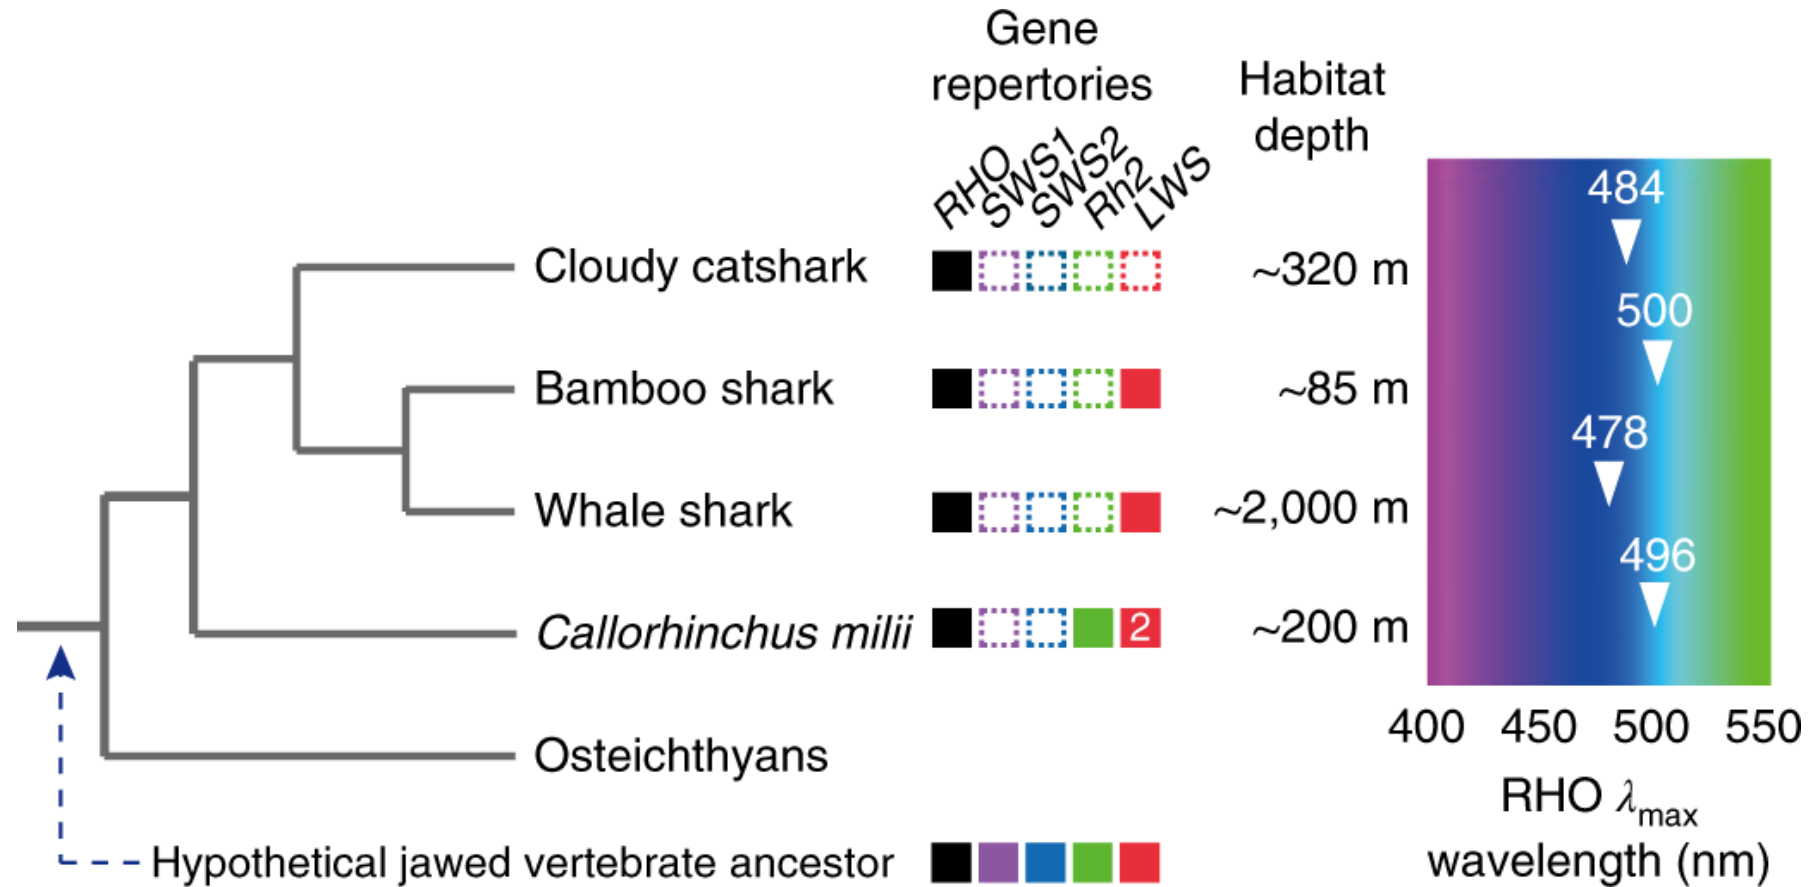 Gene
repertories
Habitat
depth
RHO
SWS1
SWS2
Rh2
LWS
Cloudy catshark
~320 m
484
Bamboo shark
~85 m
500
Whale shark
~2,000 m
478
Callorhinchus milii
2
~200 m
496
Osteichthyans
400 450 500 550
RHO λmax
wavelength (nm)
Hypothetical jawed vertebrate ancestor